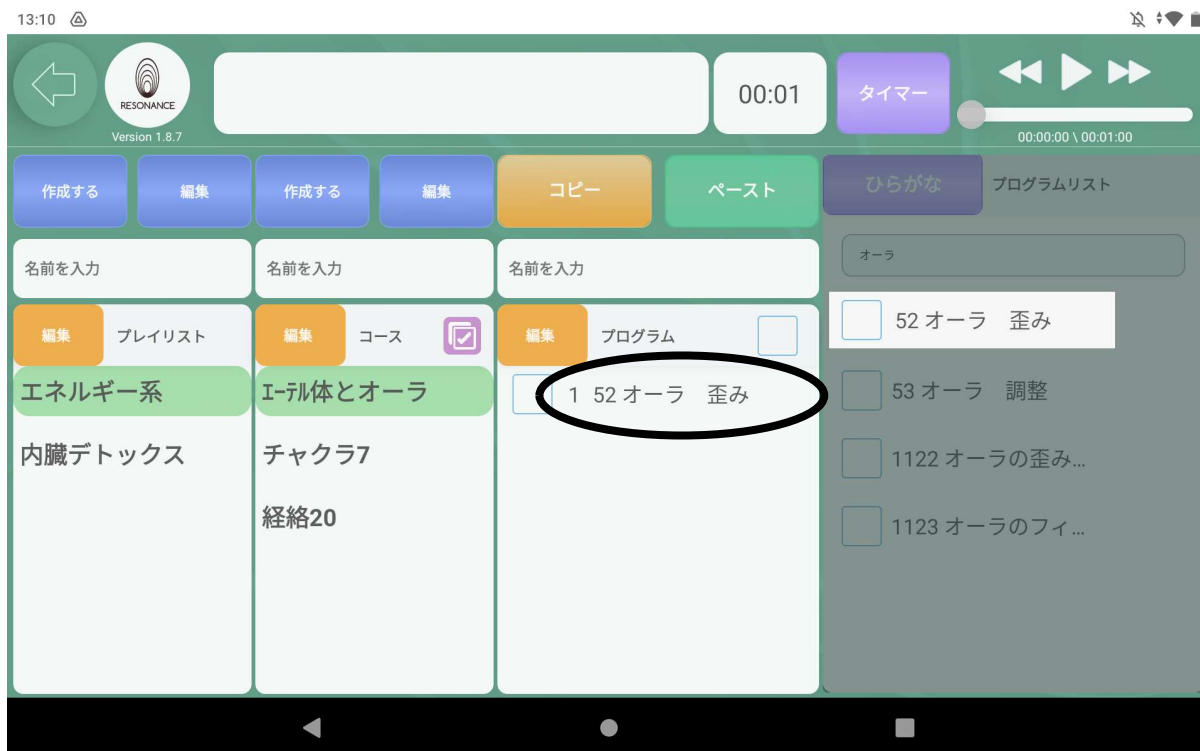 13:10
RESONANCE
Version 1.8.7
00:01
タイマー
00:00:00 \ 00:01:00
作成する
編集
作成する
編集
コピー
ペースト
ひらがな
プログラムリスト
名前を入力
名前を入力
名前を入力
オーラ
編集
プレイリスト
編集
コース
編集
プログラム
エネルギー系
内臓デトックス
エーテル体とオーラ
チャクラ7
経絡20
1 52 オーラ　歪み
52 オーラ　歪み
53 オーラ　調整
1122 オーラの歪み...
1123 オーラのフィ...